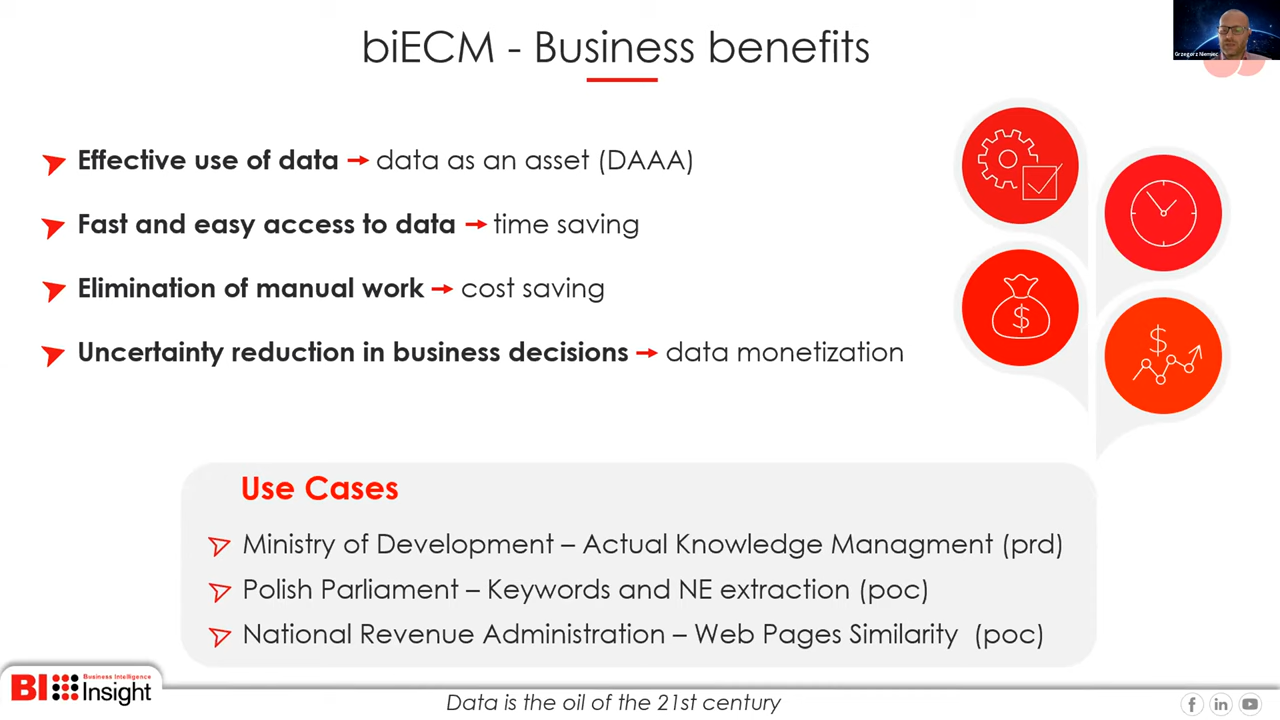 biECM - Business benefits
Grzegorz Niemiec
Effective use of data → data as an asset (DAAA)
Fast and easy access to data → time saving
Elimination of manual work → cost saving
Uncertainty reduction in business decisions → data monetization
Use Cases
Ministry of Development – Actual Knowledge Managment (prd)
Polish Parliament – Keywords and NE extraction (poc)
National Revenue Administration – Web Pages Similarity (poc)
BI Business Intelligence
Insight
Data is the oil of the 21st century